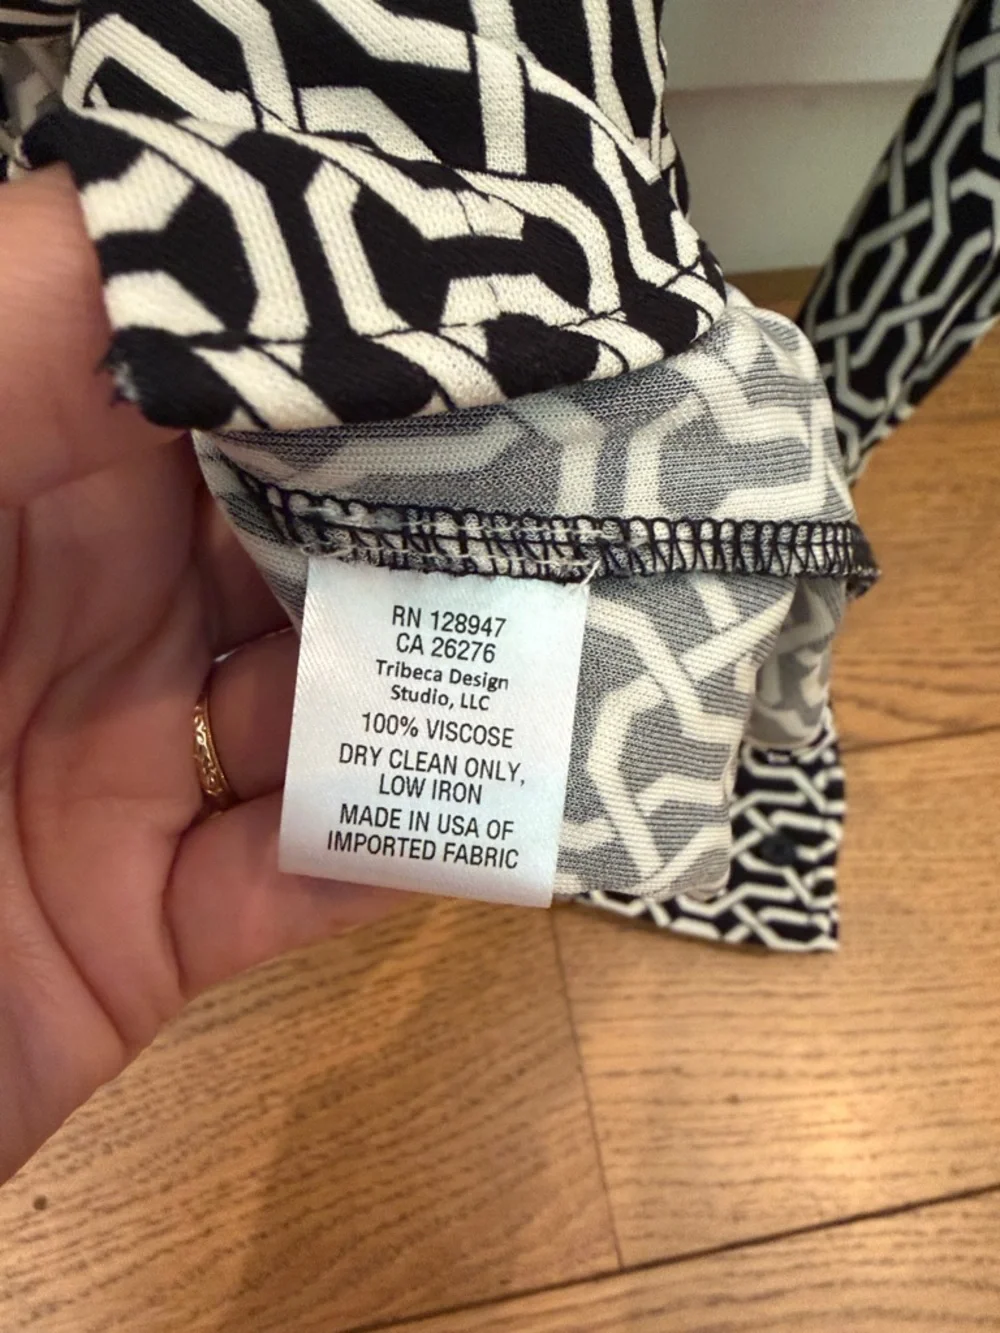 RN 128947
CA 26276
Tribeca Design
Studio, LLC
100% VISCOSE
DRY CLEAN ONLY,
LOW IRON
MADE IN USA OF
IMPORTED FABRIC